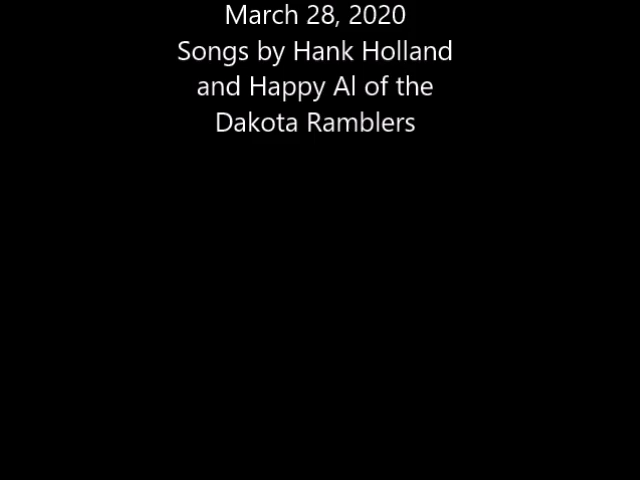 March 28, 2020
Songs by Hank Holland
and Happy Al of the
Dakota Ramblers